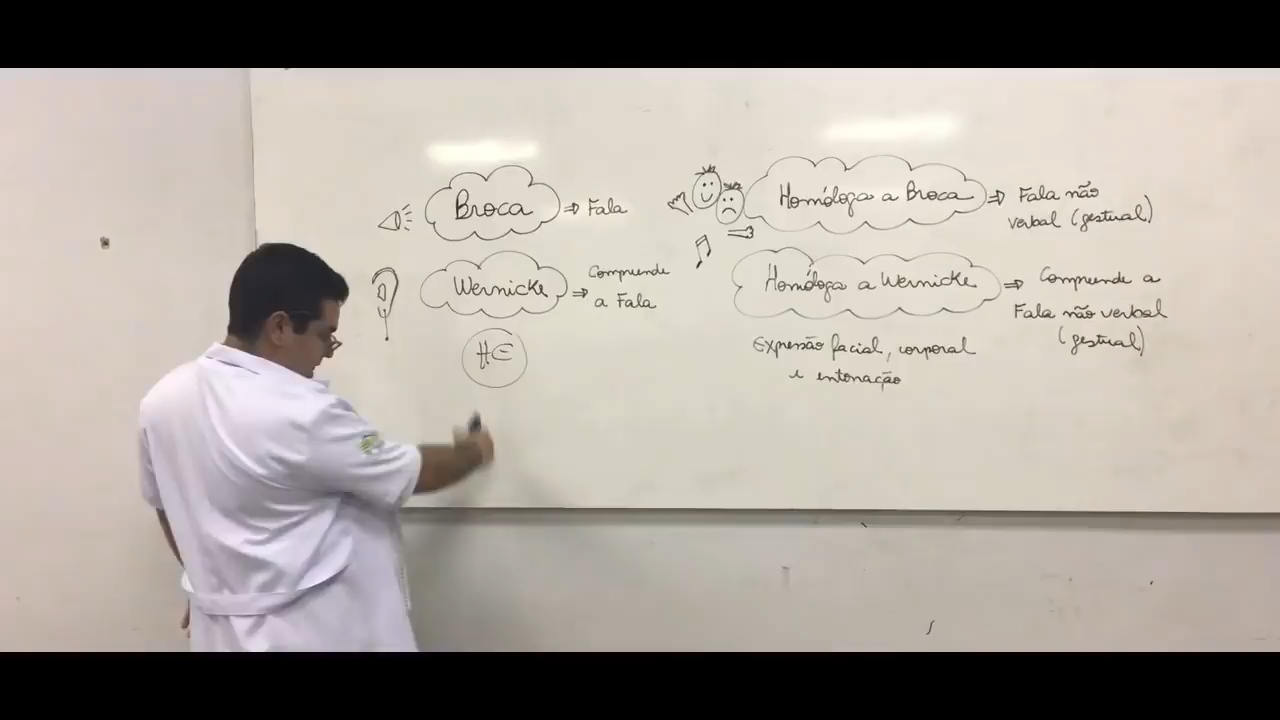 Broca ⇒ Fala
Wernicke ⇒ Compreende
a Fala
HE
Homóloga a Broca ⇒ Fala não
verbal (gestual)
Homóloga a Wernicke ⇒ Compreende a
Fala não verbal
(gestual)
Expressão facial, corporal
e entonação